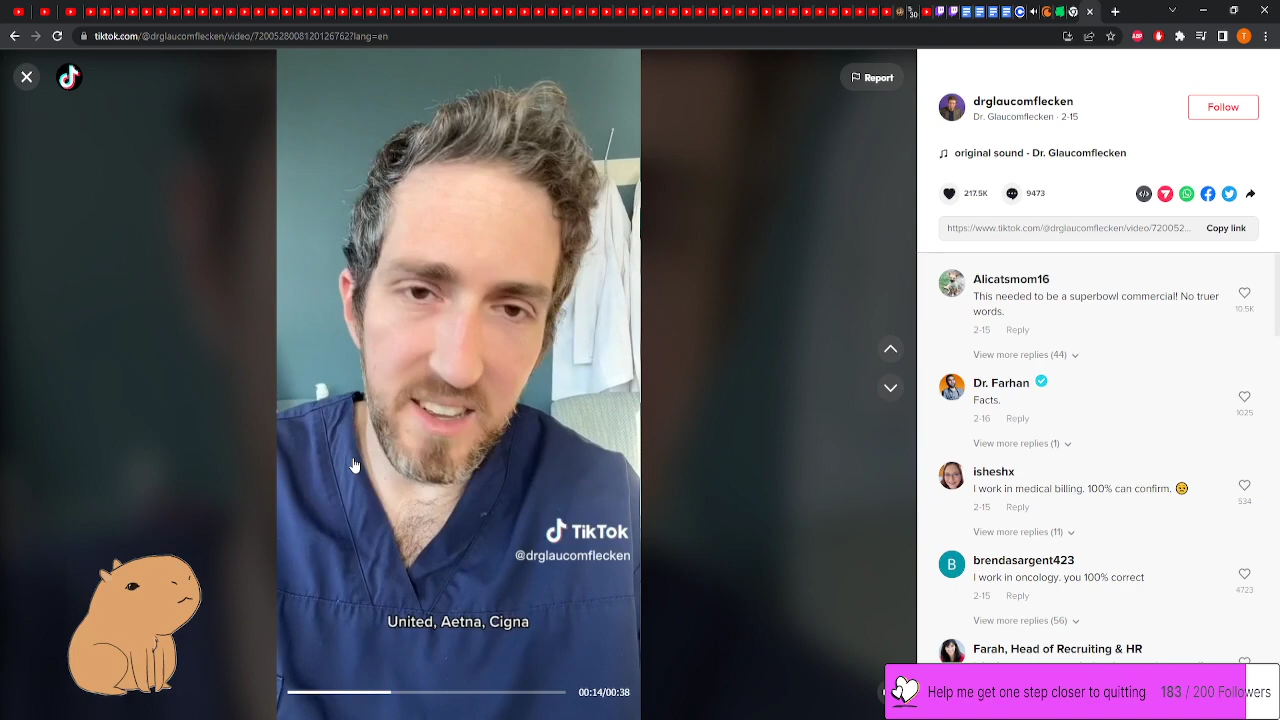 30
tiktok.com/@drglaucomflecken/video/7200528008120126762?lang=en
ABP
T
Report
drglaucomflecken
Dr. Glaucomflecken · 2-15
Follow
original sound - Dr. Glaucomflecken
217.5K
9473
https://www.tiktok.com/@drglaucomflecken/video/720052...
Copy link
Alicatsmom16
This needed to be a superbowl commercial! No truer
words.
10.5K
2-15 Reply
View more replies (44)
Dr. Farhan
Facts.
1025
2-16 Reply
View more replies (1)
isheshx
I work in medical billing. 100% can confirm. 😉
534
2-15 Reply
View more replies (11)
B
brendasargent423
I work in oncology. you 100% correct
4723
2-15 Reply
View more replies (56)
Farah, Head of Recruiting & HR
TikTok
@drglaucomflecken
United, Aetna, Cigna
00:14/00:38
Help me get one step closer to quitting 183 / 200 Followers